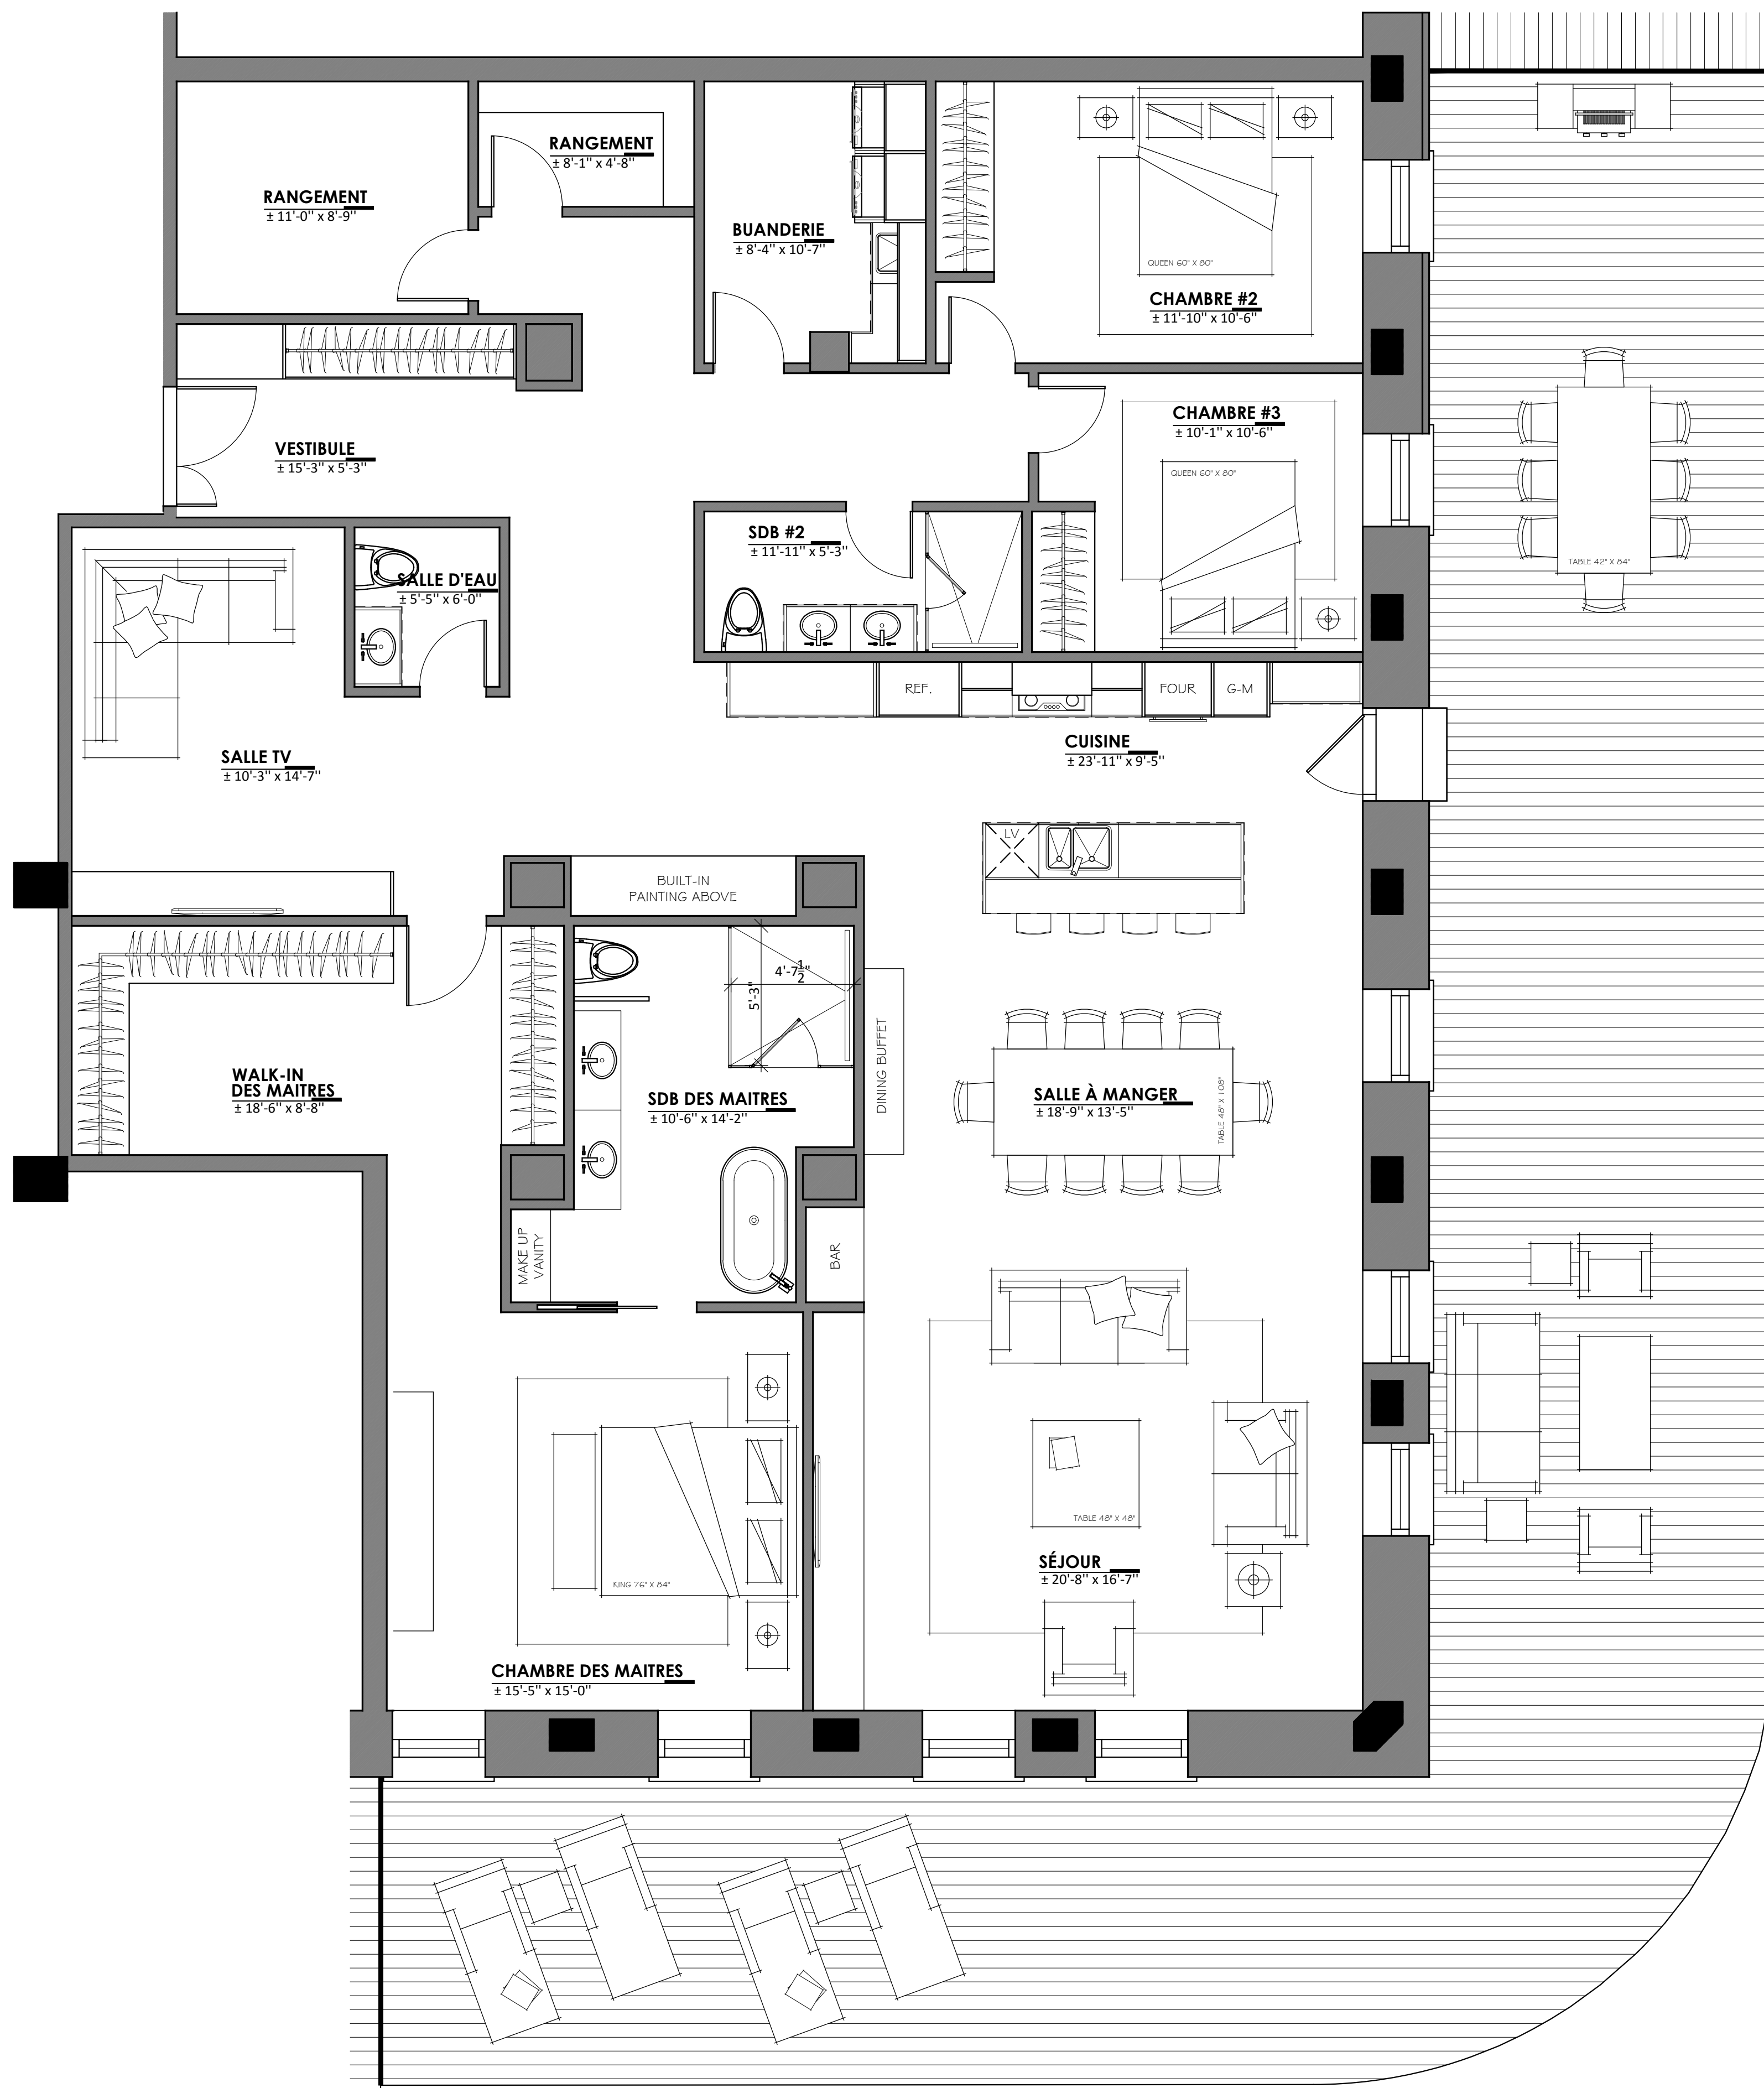 RANGEMENT
± 8'-1" x 4'-8"
RANGEMENT
± 11'-0" x 8'-9"
BUANDERIE
± 8'-4" x 10'-7"
QUEEN 60" X 80"
CHAMBRE #2
± 11'-10" x 10'-6"
CHAMBRE #3
± 10'-1" x 10'-6"
QUEEN 60" X 80"
VESTIBULE
± 15'-3" x 5'-3"
SDB #2
± 11'-11" x 5'-3"
TABLE 42" X 84"
SALLE D'EAU
± 5'-5" x 6'-0"
REF.
FOUR
G-M
CUISINE
± 23'-11" x 9'-5"
SALLE TV
± 10'-3" x 14'-7"
LV
BUILT-IN
PAINTING ABOVE
4'-7 1/2"
5'-3"
DINING BUFFET
WALK-IN
DES MAITRES
± 18'-6" x 8'-8"
SDB DES MAITRES
± 10'-6" x 14'-2"
SALLE À MANGER
± 18'-9" x 13'-5"
TABLE 48" X 108"
MAKE UP
VANITY
BAR
TABLE 48" X 48"
SÉJOUR
± 20'-8" x 16'-7"
KING 76" X 84"
CHAMBRE DES MAITRES
± 15'-5" x 15'-0"